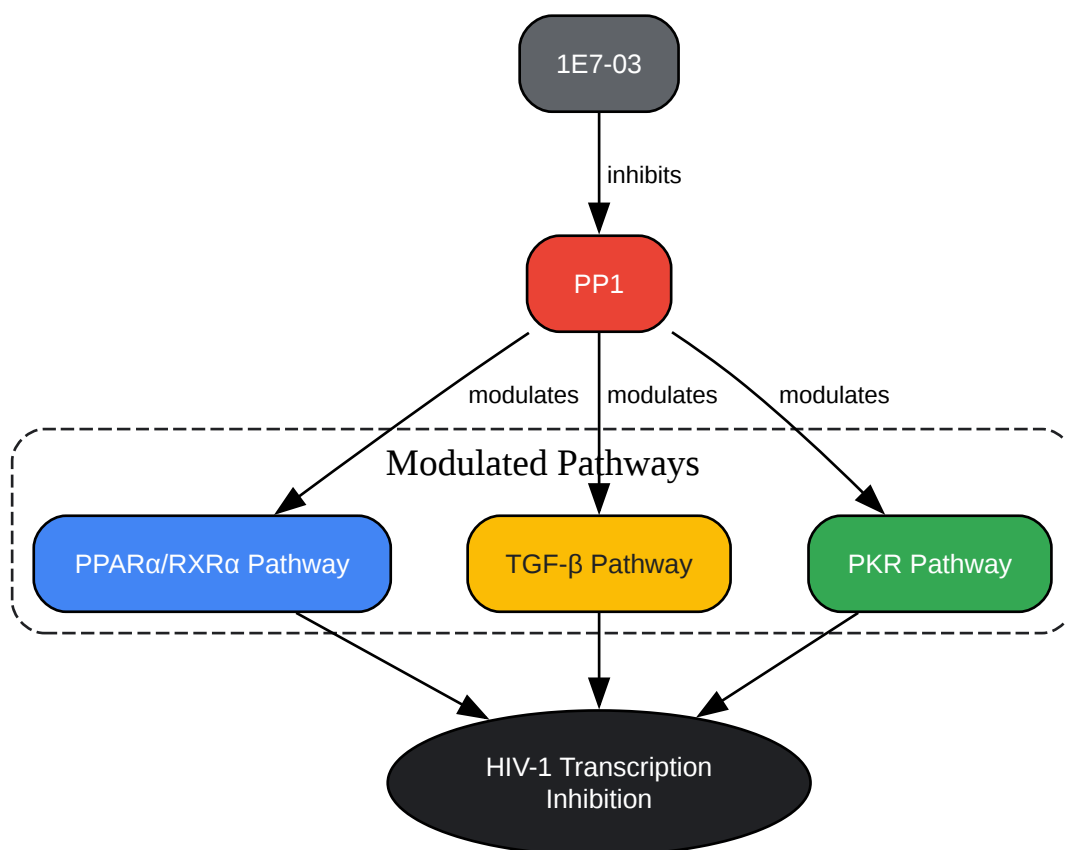 1E7-03
inhibits
PP1
modulates
modulates
modulates
Modulated Pathways
PPARα/RXRα Pathway
TGF-β Pathway
PKR Pathway
HIV-1 Transcription
Inhibition